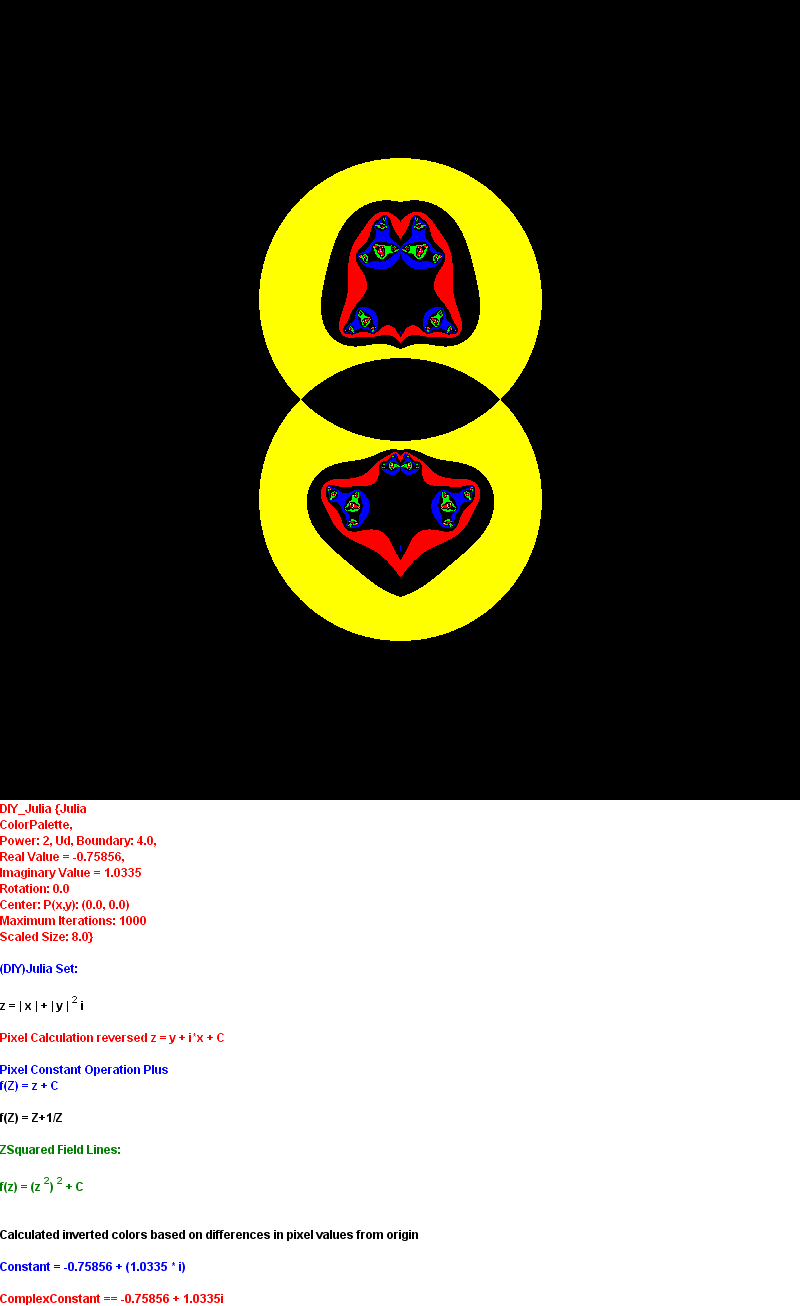 DIY_Julia {Julia
ColorPalette,
Power: 2, Ud, Boundary: 4.0,
Real Value = -0.75856,
Imaginary Value = 1.0335
Rotation: 0.0
Center: P(x,y): (0.0, 0.0)
Maximum Iterations: 1000
Scaled Size: 8.0}
(DIY)Julia Set:
z = | x | + | y | ² i
Pixel Calculation reversed z = y + i*x + C
Pixel Constant Operation Plus
f(Z) = z + C
f(Z) = Z+1/Z
ZSquared Field Lines:
f(z) = (z ²) ² + C
Calculated inverted colors based on differences in pixel values from origin
Constant = -0.75856 + (1.0335 * i)
ComplexConstant == -0.75856 + 1.0335i